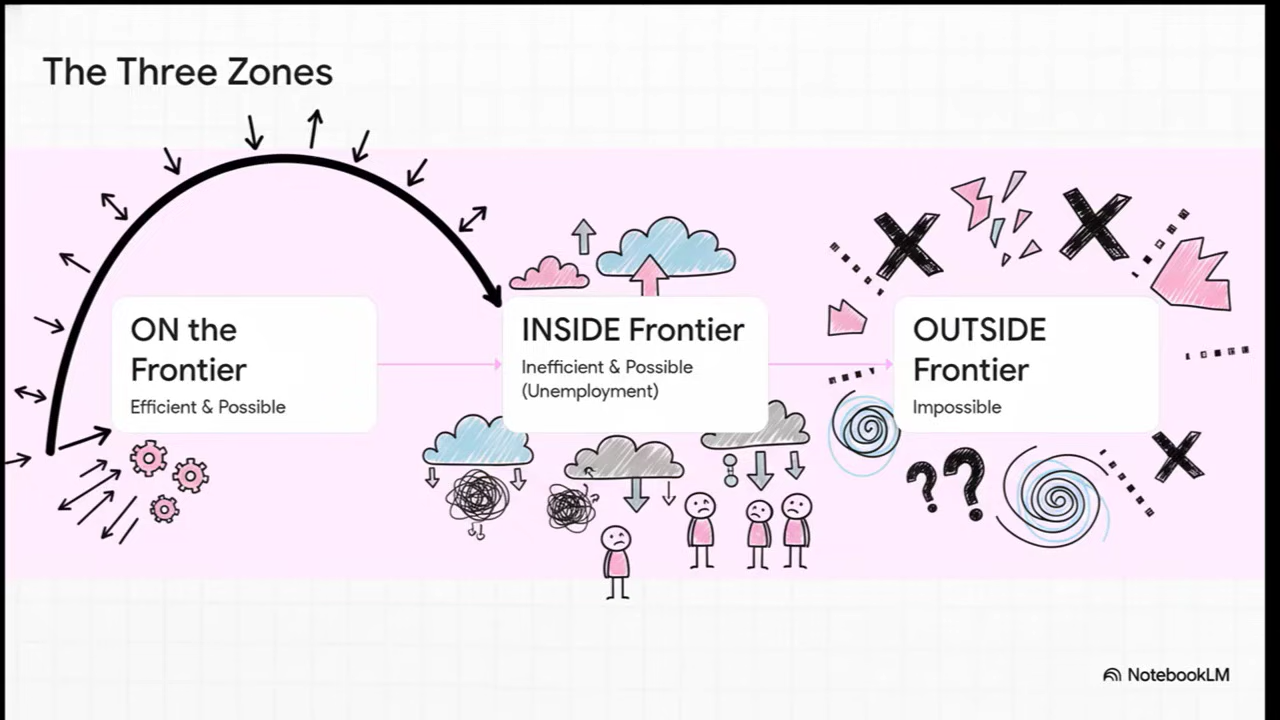 The Three Zones
ON the
Frontier
Efficient & Possible
INSIDE Frontier
Inefficient & Possible
(Unemployment)
OUTSIDE
Frontier
Impossible
??
NotebookLM